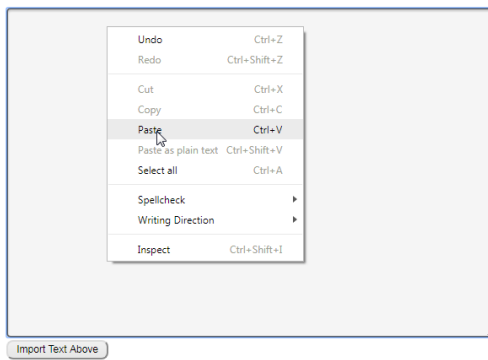 Undo Ctrl+Z
Redo Ctrl+Shift+Z
Cut Ctrl+X
Copy Ctrl+C
Paste Ctrl+V
Paste as plain text Ctrl+Shift+V
Select all Ctrl+A
Spellcheck
Writing Direction
Inspect Ctrl+Shift+I
Import Text Above